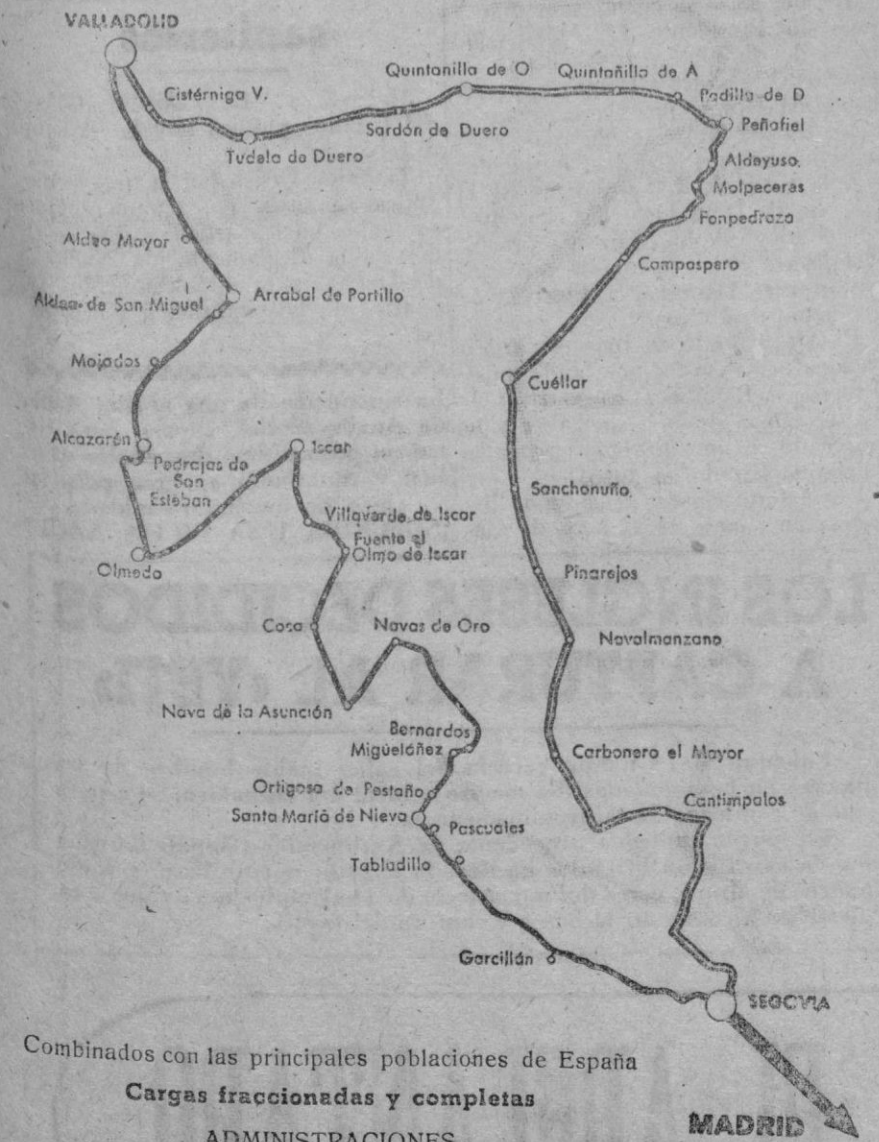 VALLADOLID
Cistérniga V.
Tudela de Duero
Sardón de Duero
Quintanilla de O
Quintañilla de A
Padilla de D
Peñafiel
Aldayuso.
Molpeceras
Fonpedraza
Campaspero
Aldea Mayor
Arrabal de Portillo
Aldea de San Miguel
Mojados
Cuéllar
Alcazarén
Pedrajas de
San
Esteban
Iscar
Sanchonuño
Villaverde de Iscar
Fuente el
Olmo de Iscar
Olmedo
Pinarejos
Coca
Navas de Oro
Navalmanzano
Nava de la Asunción
Bernardos
Migueláñez
Carbonero el Mayor
Ortigosa de Pestaño
Cantimpalos
Santa María de Nieva
Pascuales
Tabladillo
Garcillán
SEGOVIA
Combinados con las principales poblaciones de España
Cargas fraccionadas y completas
MADRID
ADMINISTRACIONES